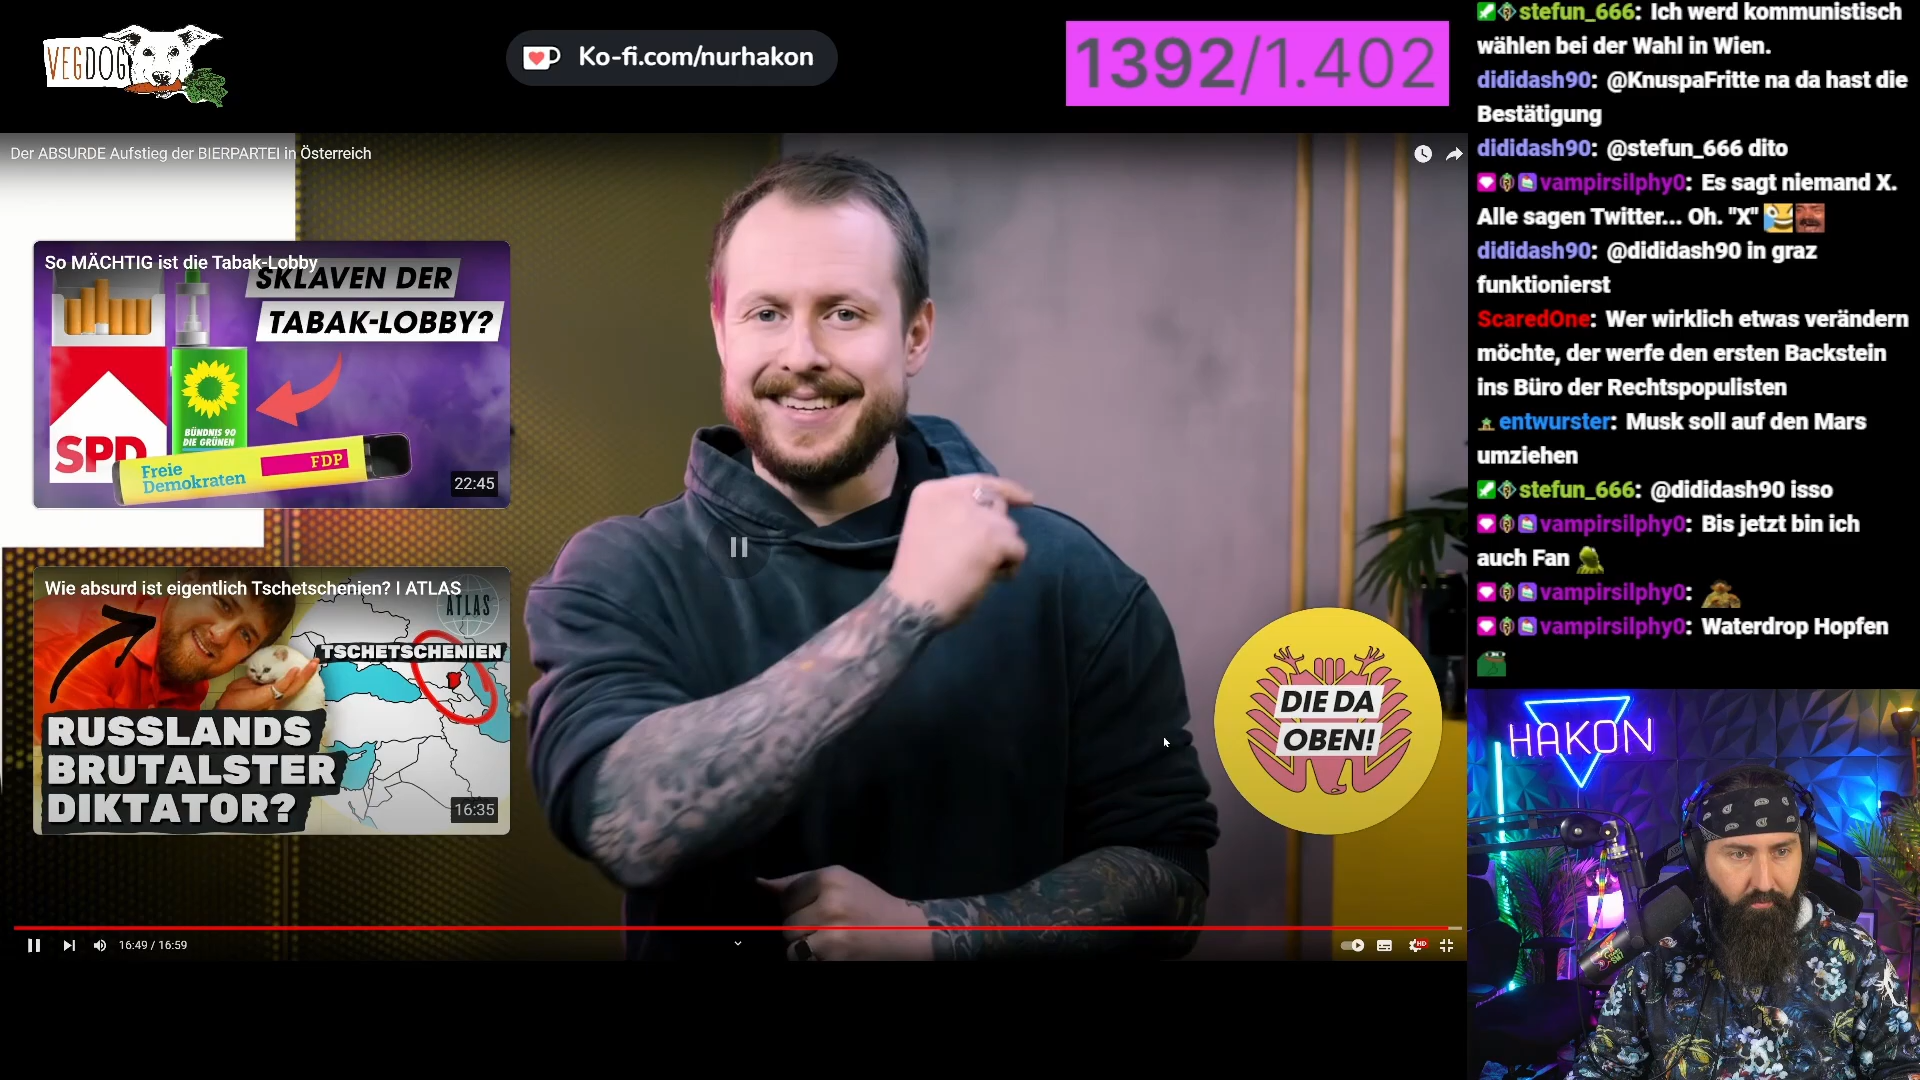 VEGDOG
Ko-fi.com/nurhakon
1392/1.402
Der ABSURDE Aufstieg der BIERPARTEI in Österreich
So MÄCHTIG ist die Tabak-Lobby
SKLAVEN DER
TABAK-LOBBY?
SPD
BÜNDNIS 90
DIE GRÜNEN
Freie
Demokraten
FDP
22:45
Wie absurd ist eigentlich Tschetschenien? I ATLAS
ATLAS
TSCHETSCHENIEN
RUSSLANDS
BRUTALSTER
DIKTATOR?
16:35
DIE DA
OBEN!
16:49 / 16:59
HD
stefun_666: Ich werd kommunistisch
wählen bei der Wahl in Wien.
dididash90: @KnuspaFritte na da hast die
Bestätigung
dididash90: @stefun_666 dito
vampirsilphy0: Es sagt niemand X.
Alle sagen Twitter... Oh. "X"
dididash90: @dididash90 in graz
funktionierst
ScaredOne: Wer wirklich etwas verändern
möchte, der werfe den ersten Backstein
ins Büro der Rechtspopulisten
entwurster: Musk soll auf den Mars
umziehen
stefun_666: @dididash90 isso
vampirsilphy0: Bis jetzt bin ich
auch Fan
vampirsilphy0:
vampirsilphy0: Waterdrop Hopfen
HAKON